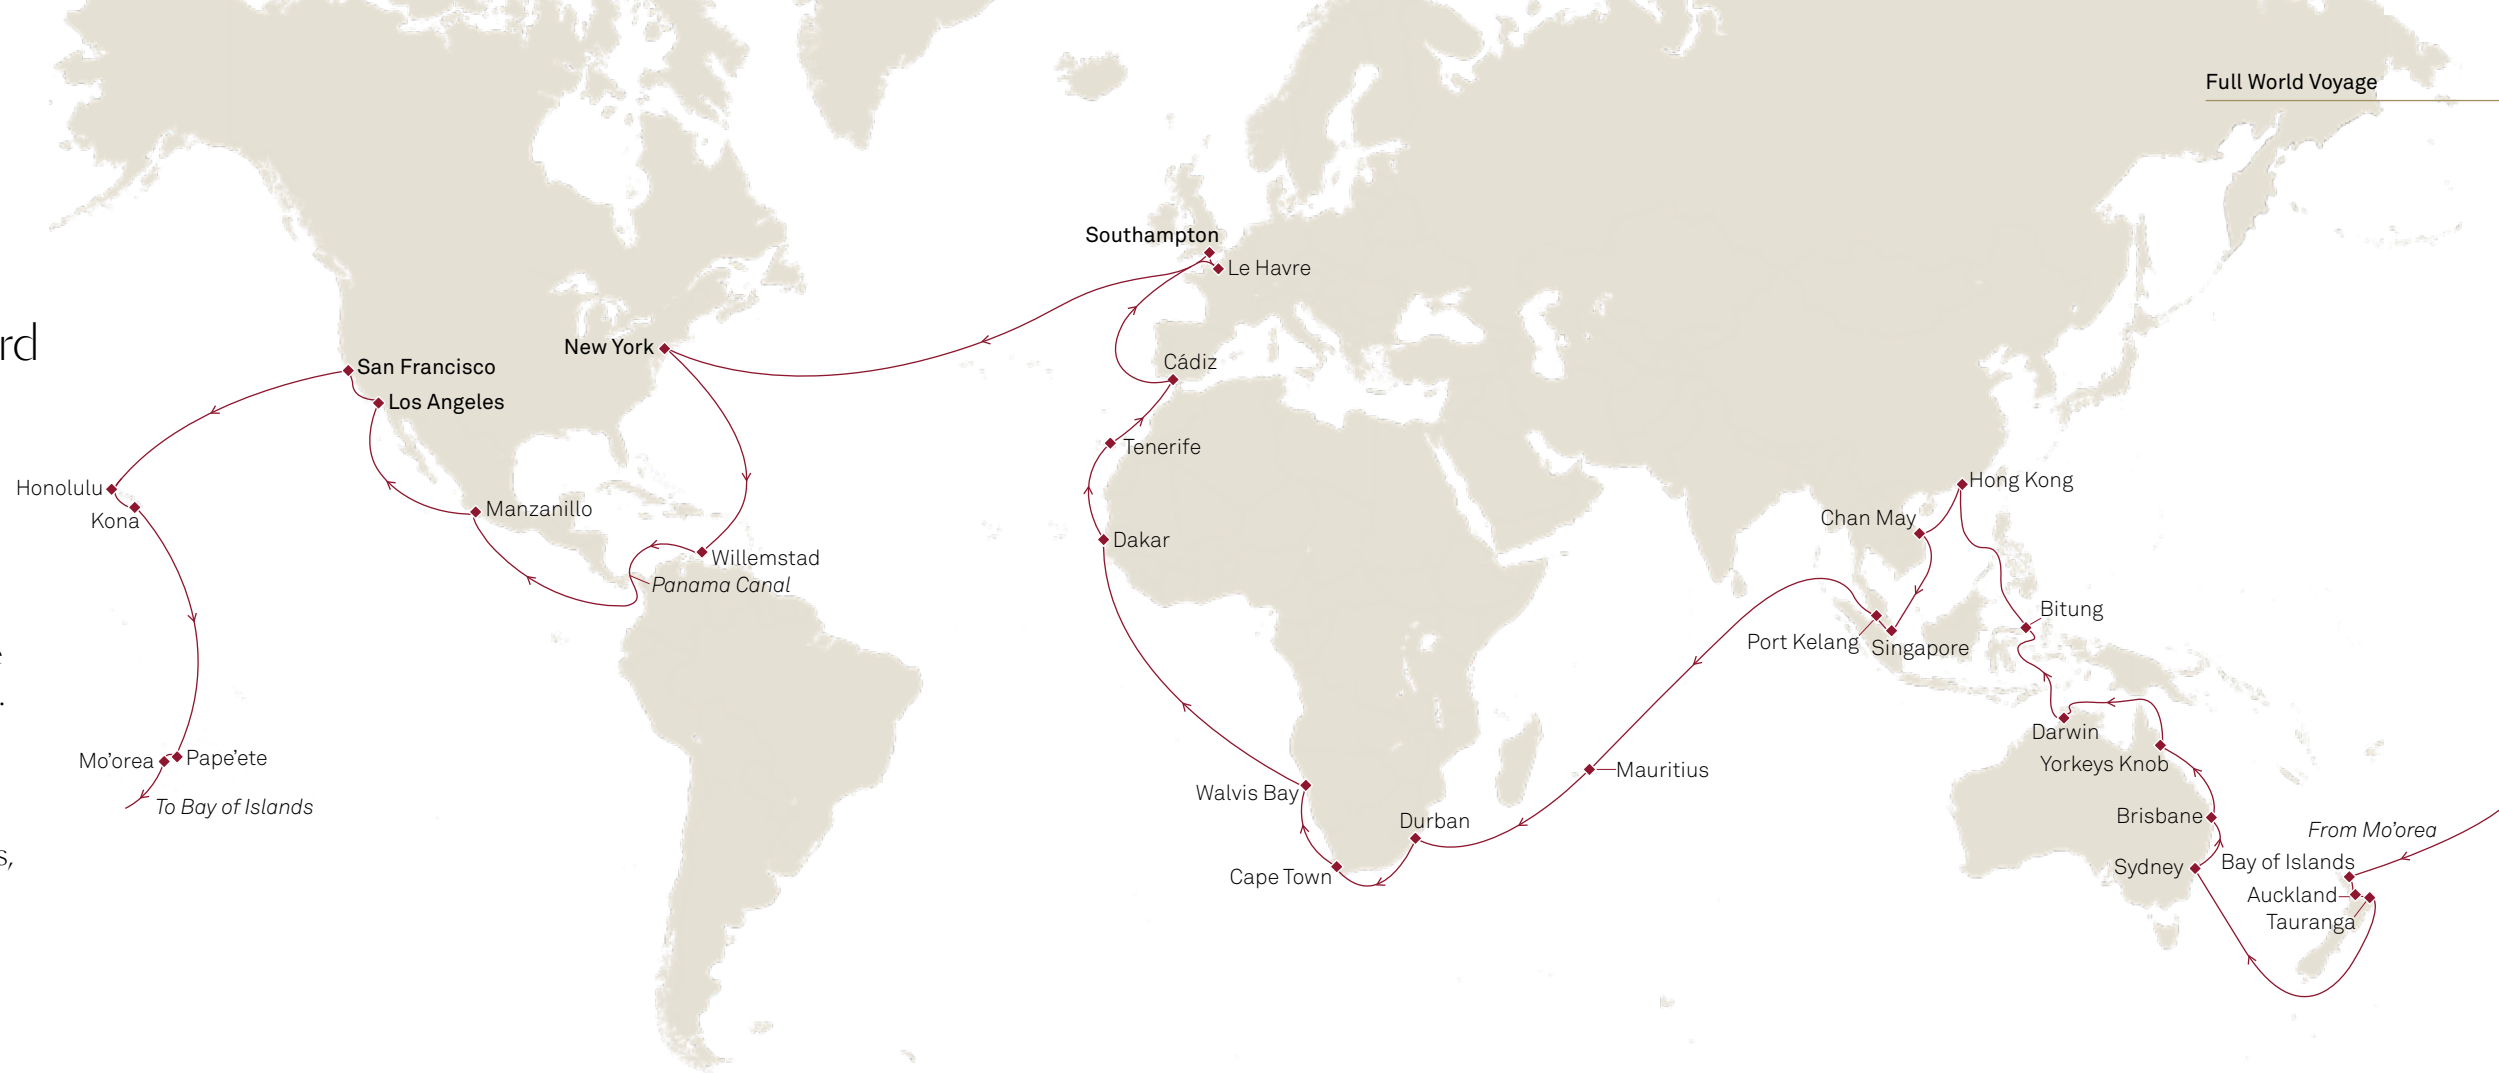 Full World Voyage
Southampton
Le Havre
rd
New York
San Francisco
Cádiz
Los Angeles
Tenerife
Honolulu
Kona
Manzanillo
Hong Kong
Chan May
Dakar
Willemstad
Panama Canal
Bitung
Port Kelang
Singapore
.
Darwin
Mo’orea
Pape’ete
Yorkeys Knob
Mauritius
Walvis Bay
To Bay of Islands
Durban
Brisbane
From Mo’orea
s,
Bay of Islands
Sydney
Cape Town
Auckland
Tauranga